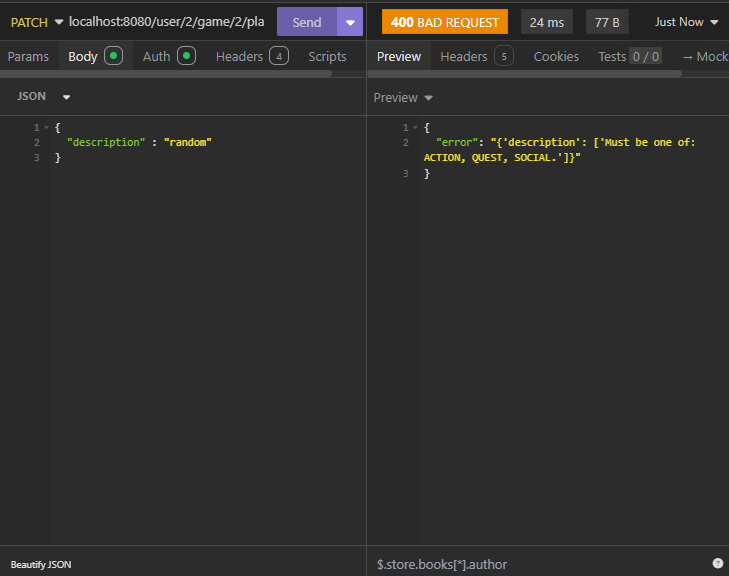 PATCH localhost:8080/user/2/game/2/pla Send 400 BAD REQUEST 24 ms 77 B Just Now
Params Body Auth Headers 4 Scripts Preview Headers 5 Cookies Tests 0 / 0 → Mock
JSON
Preview
1 {
2 "description" : "random"
3 }
1 {
2 "error": "{'description': ['Must be one of:
ACTION, QUEST, SOCIAL.']}"
3 }
Beautify JSON
$.store.books[*].author ?